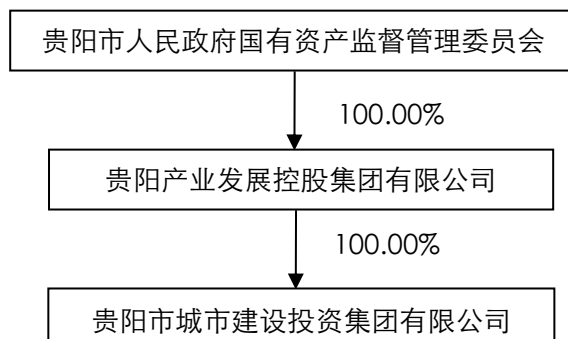 贵阳市人民政府国有资产监督管理委员会
100.00%
贵阳产业发展控股集团有限公司
100.00%
贵阳市城市建设投资集团有限公司